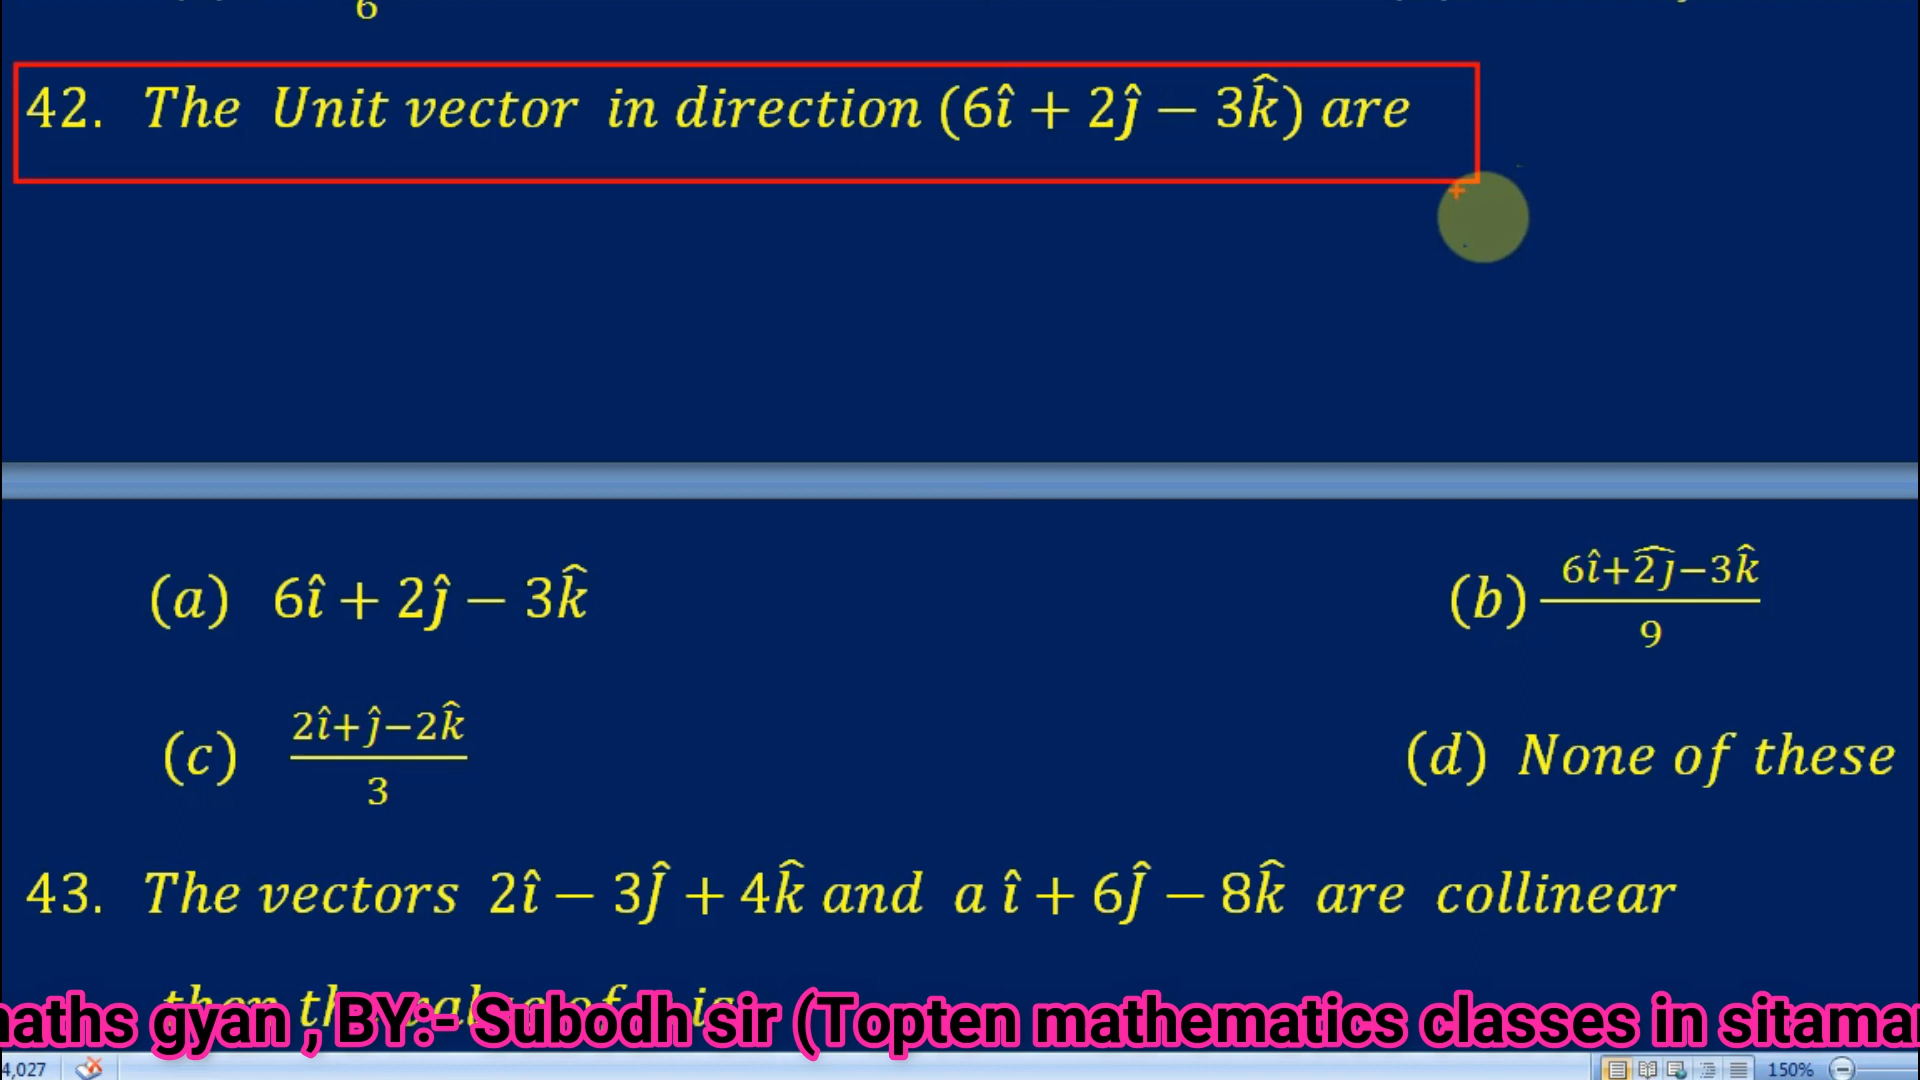 6
42. The Unit vector in direction (6î + 2ĵ − 3k̂) are
(a) 6î + 2ĵ − 3k̂
(b) (6î+2ĵ−3k̂)/9
(c) (2î+ĵ−2k̂)/3
(d) None of these
43. The vectors 2î − 3Ĵ + 4k̂ and a î + 6Ĵ − 8k̂ are collinear
is
maths gyan , BY:- Subodh sir (Topten mathematics classes in
4,027
150%